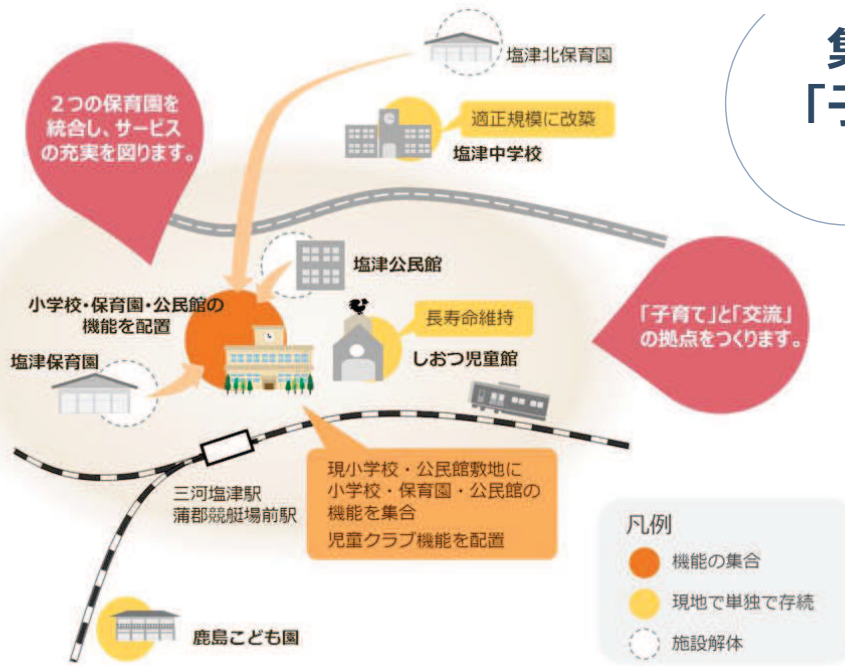 集
「子
塩津北保育園
2つの保育園を
統合し、サービス
の充実を図ります。
適正規模に改築
塩津中学校
塩津公民館
小学校・保育園・公民館の
機能を配置
長寿命維持
しおつ児童館
「子育て」と「交流」
の拠点をつくります。
塩津保育園
三河塩津駅
蒲郡競艇場前駅
現小学校・公民館敷地に
小学校・保育園・公民館の
機能を集合
児童クラブ機能を配置
鹿島こども園
凡例
機能の集合
現地で単独で存続
施設解体